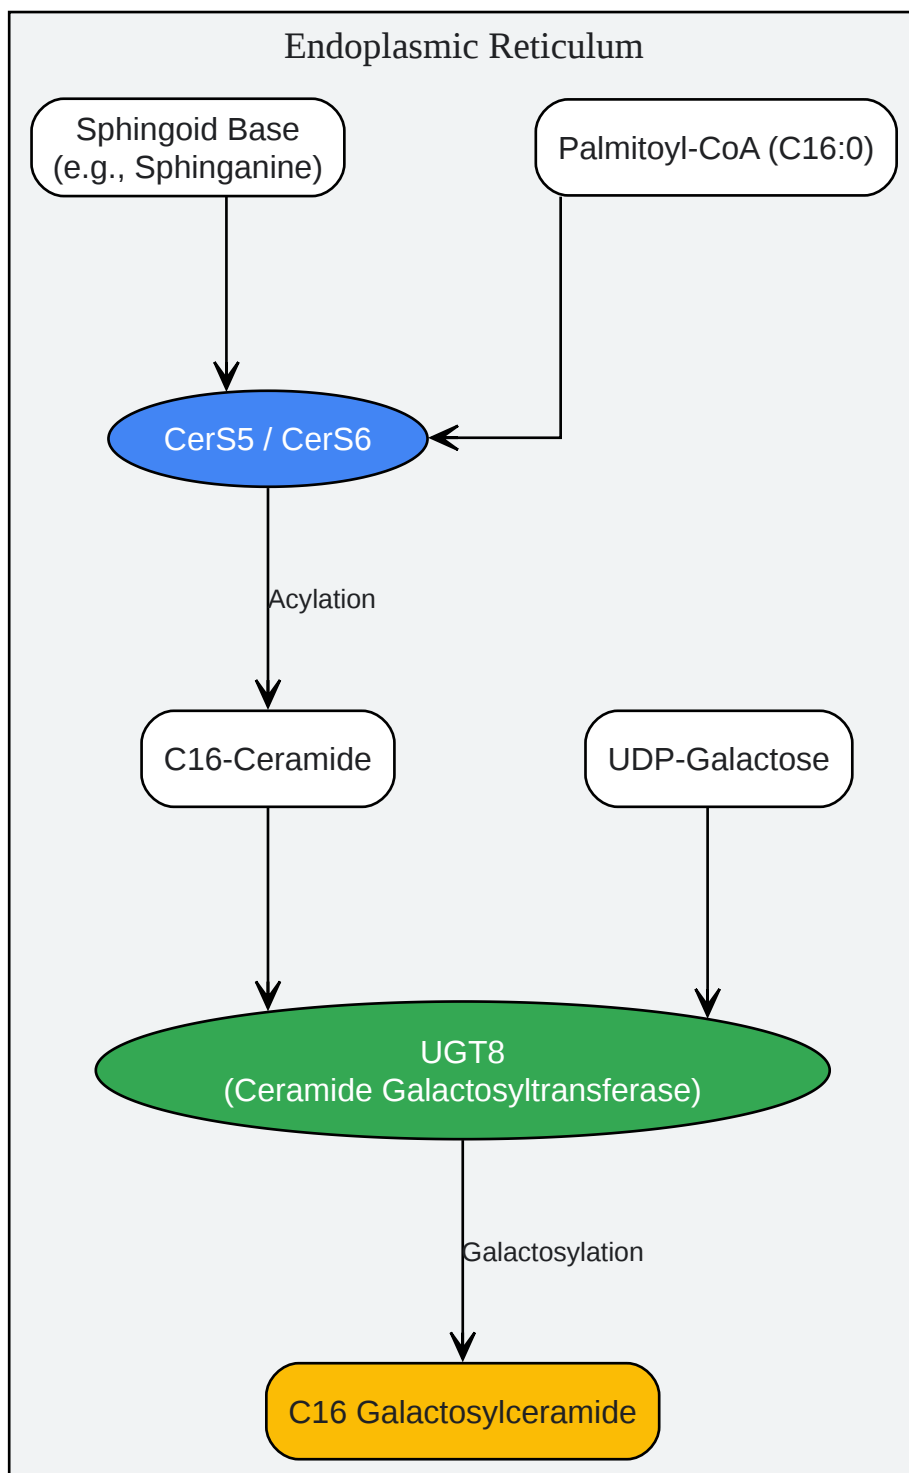 Endoplasmic Reticulum
Sphingoid Base
(e.g., Sphinganine)
Palmitoyl-CoA (C16:0)
CerS5 / CerS6
Acylation
C16-Ceramide
UDP-Galactose
UGT8
(Ceramide Galactosyltransferase)
Galactosylation
C16 Galactosylceramide